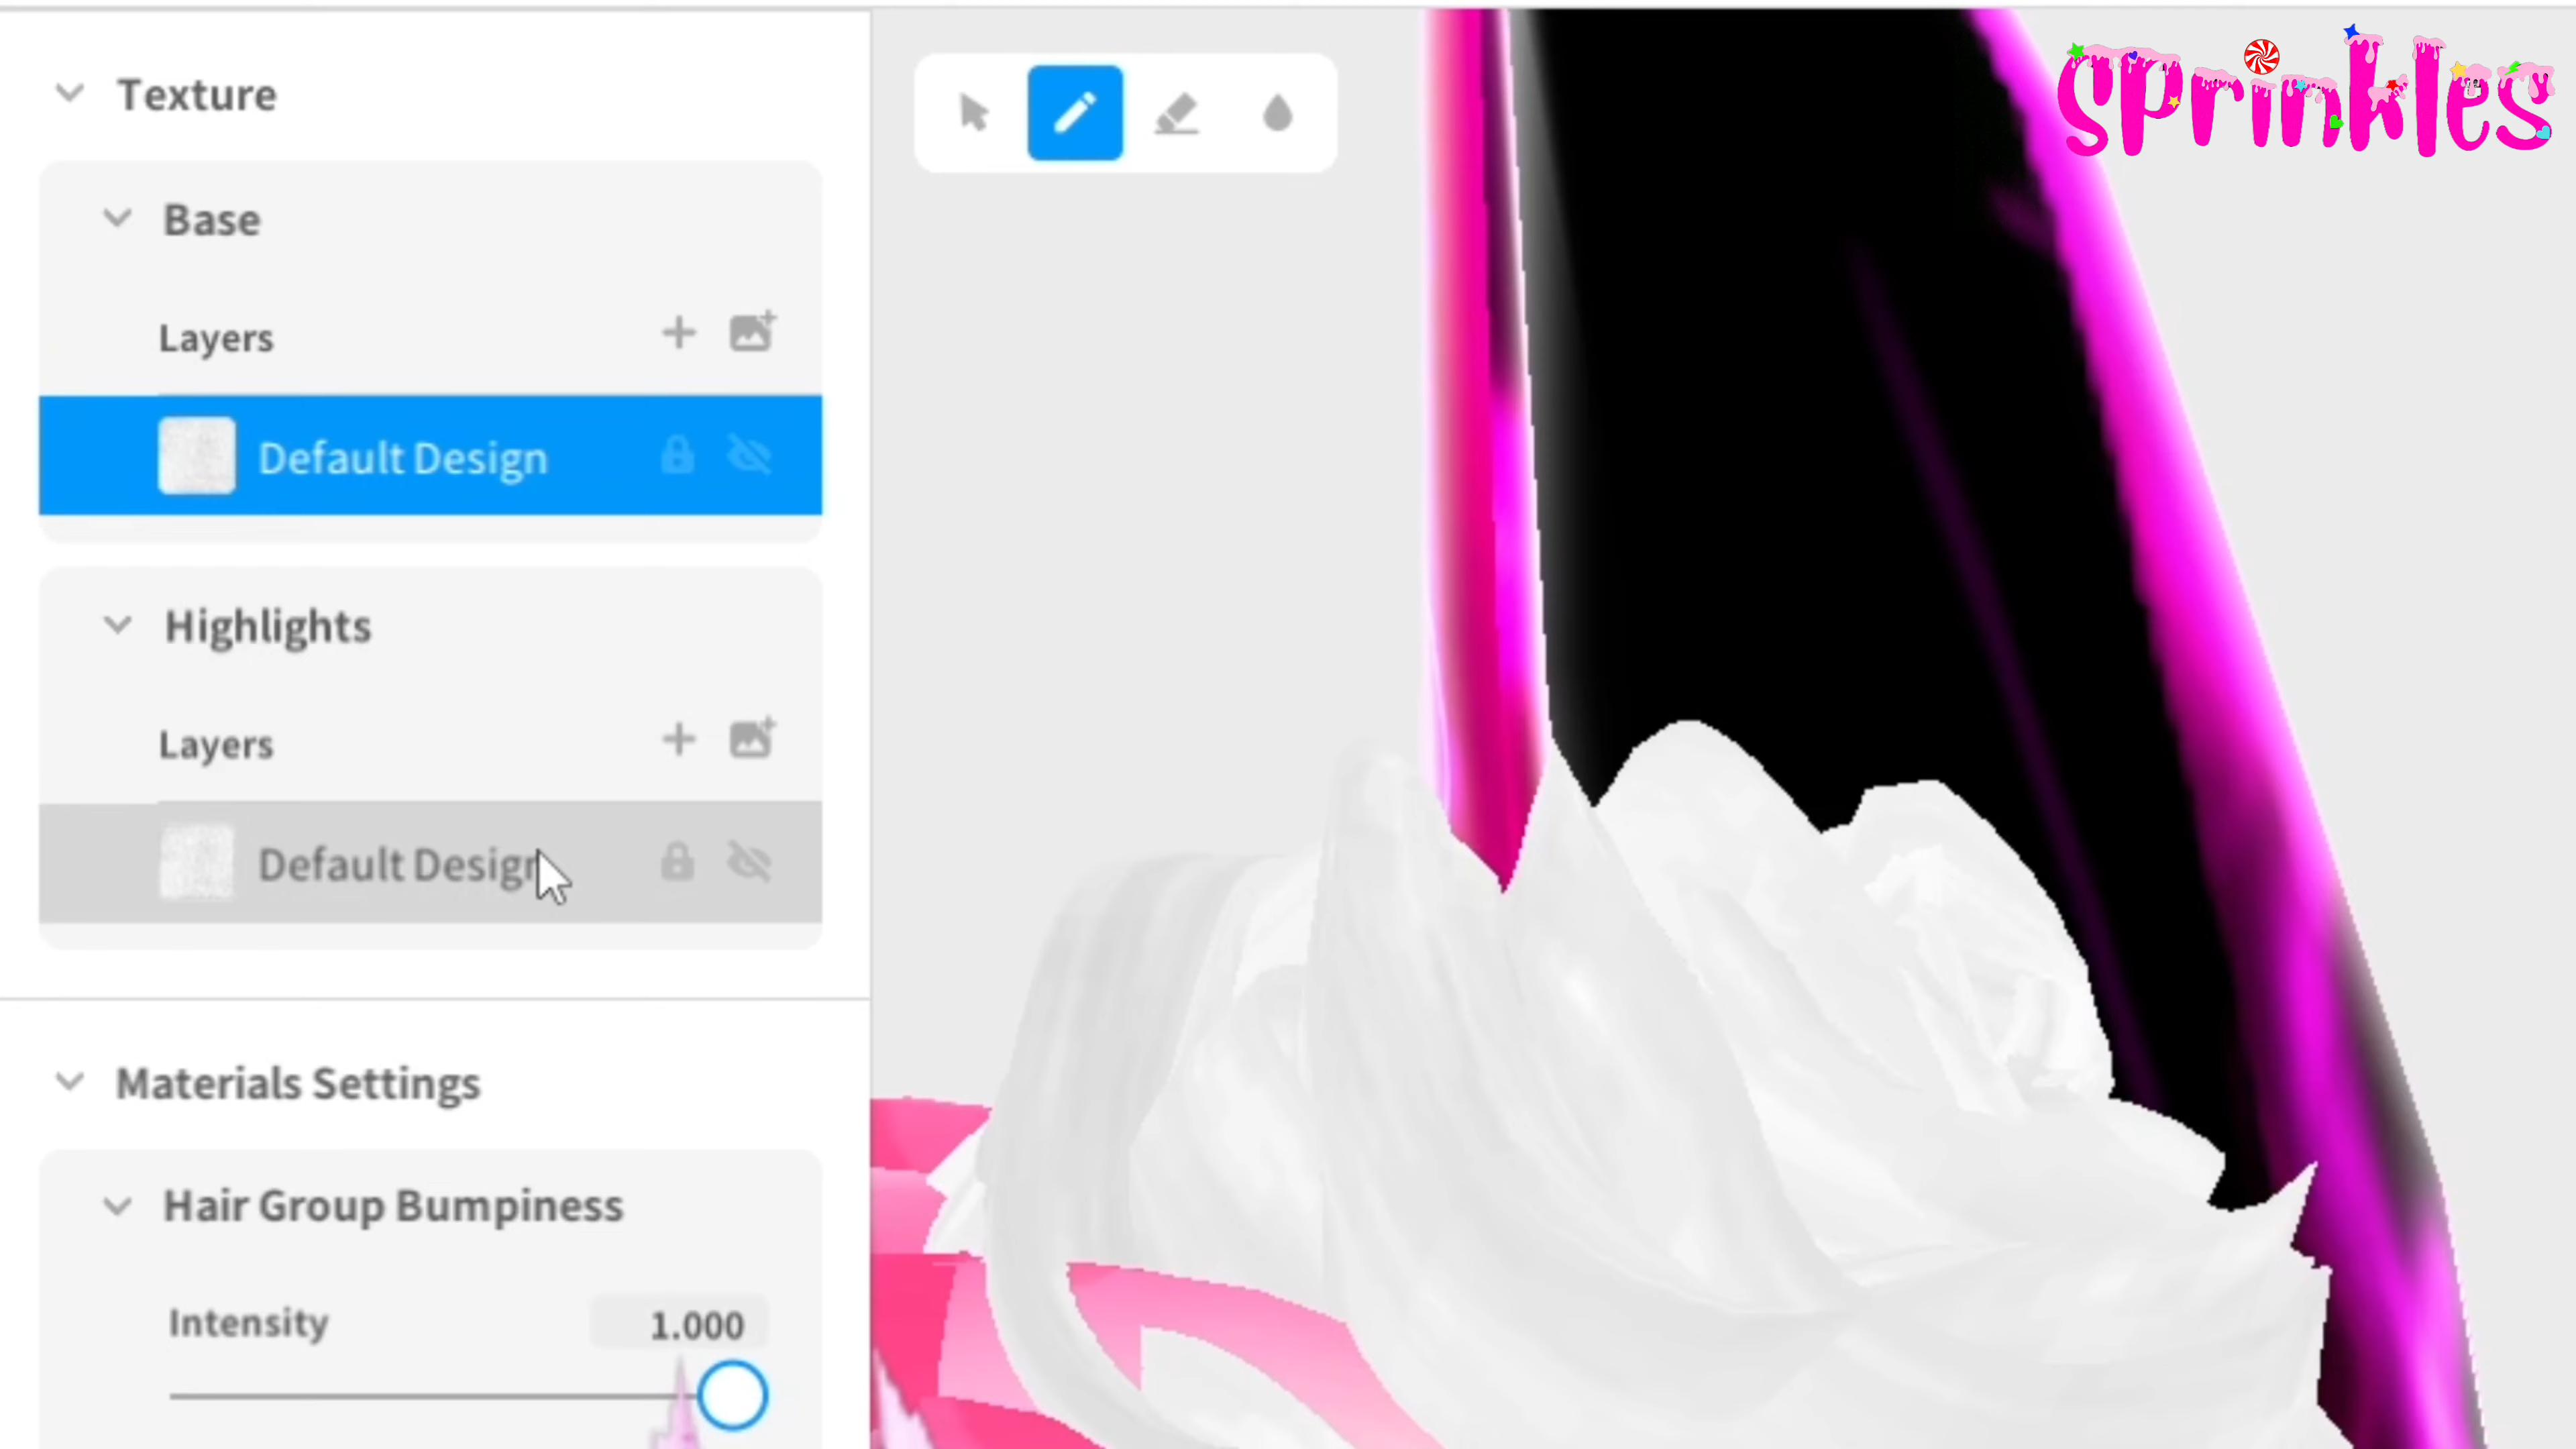 Texture
sprinkles
Base
Layers
Default Design
Highlights
Layers
Default Design
Materials Settings
Hair Group Bumpiness
Intensity
1.000